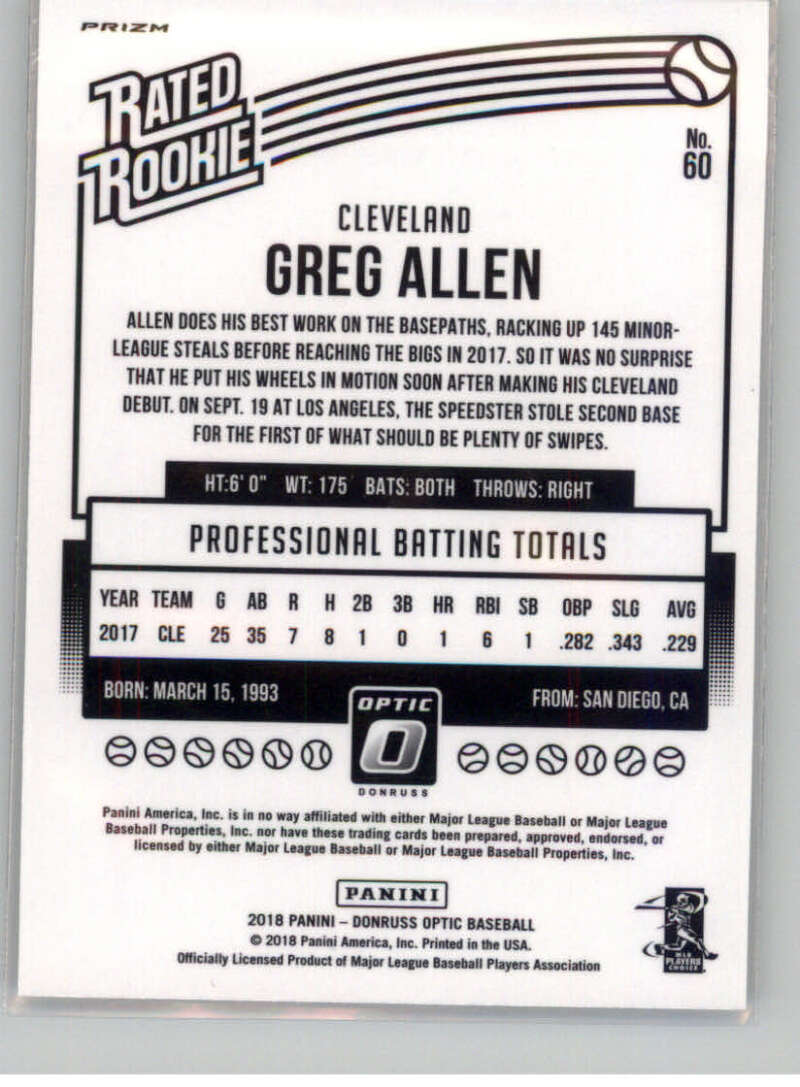 PRIZM
RATED
ROOKIE
No.
60
CLEVELAND
GREG ALLEN
ALLEN DOES HIS BEST WORK ON THE BASEPATHS, RACKING UP 145 MINOR-
LEAGUE STEALS BEFORE REACHING THE BIGS IN 2017. SO IT WAS NO SURPRISE
THAT HE PUT HIS WHEELS IN MOTION SOON AFTER MAKING HIS CLEVELAND
DEBUT. ON SEPT. 19 AT LOS ANGELES, THE SPEEDSTER STOLE SECOND BASE
FOR THE FIRST OF WHAT SHOULD BE PLENTY OF SWIPES.
HT:6' 0" WT: 175 BATS: BOTH THROWS: RIGHT
PROFESSIONAL BATTING TOTALS
YEAR TEAM G AB R H 2B 3B HR RBI SB OBP SLG AVG
2017 CLE 25 35 7 8 1 0 1 6 1 .282 .343 .229
BORN: MARCH 15, 1993
FROM: SAN DIEGO, CA
OPTIC
O
DONRUSS
Panini America, Inc. is in no way affiliated with either Major League Baseball or Major League
Baseball Properties, Inc. nor have these trading cards been prepared, approved, endorsed, or
licensed by either Major League Baseball or Major League Baseball Properties, Inc.
PANINI
2018 PANINI – DONRUSS OPTIC BASEBALL
© 2018 Panini America, Inc. Printed in the USA.
Officially Licensed Product of Major League Baseball Players Association
MLB
PLAYERS
CHOICE